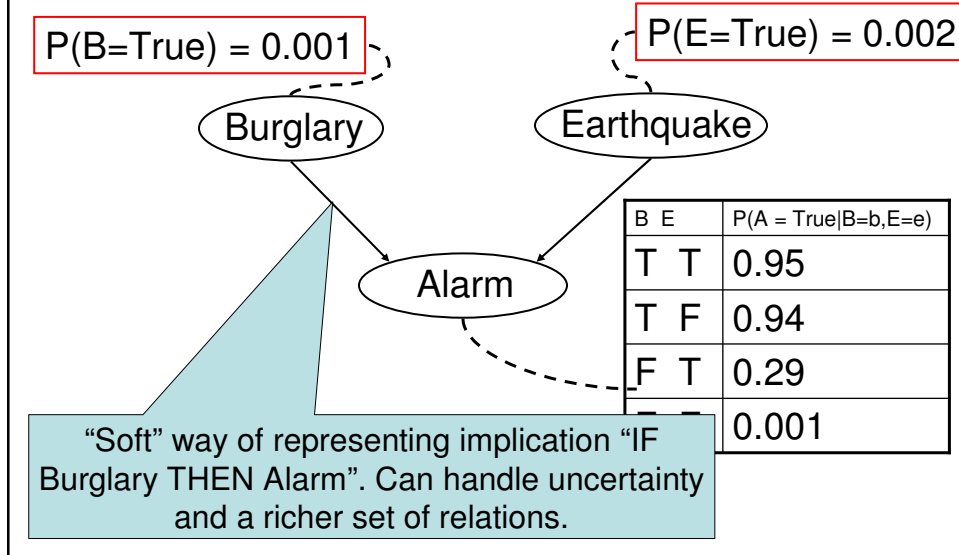 P(B=True) = 0.001
P(E=True) = 0.002
Burglary
Earthquake
Alarm
B E P(A = True|B=b,E=e)
T T 0.95
T F 0.94
F T 0.29
0.001
“Soft” way of representing implication “IF
Burglary THEN Alarm”. Can handle uncertainty
and a richer set of relations.